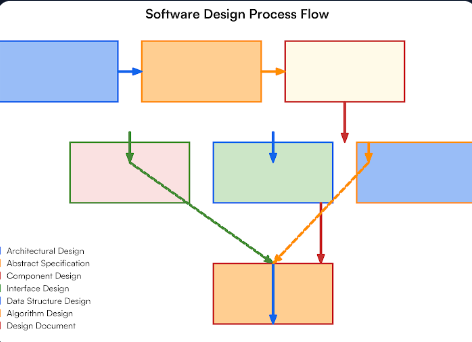 Software Design Process Flow
Architectural Design
Abstract Specification
Component Design
Interface Design
Data Structure Design
Algorithm Design
Design Document